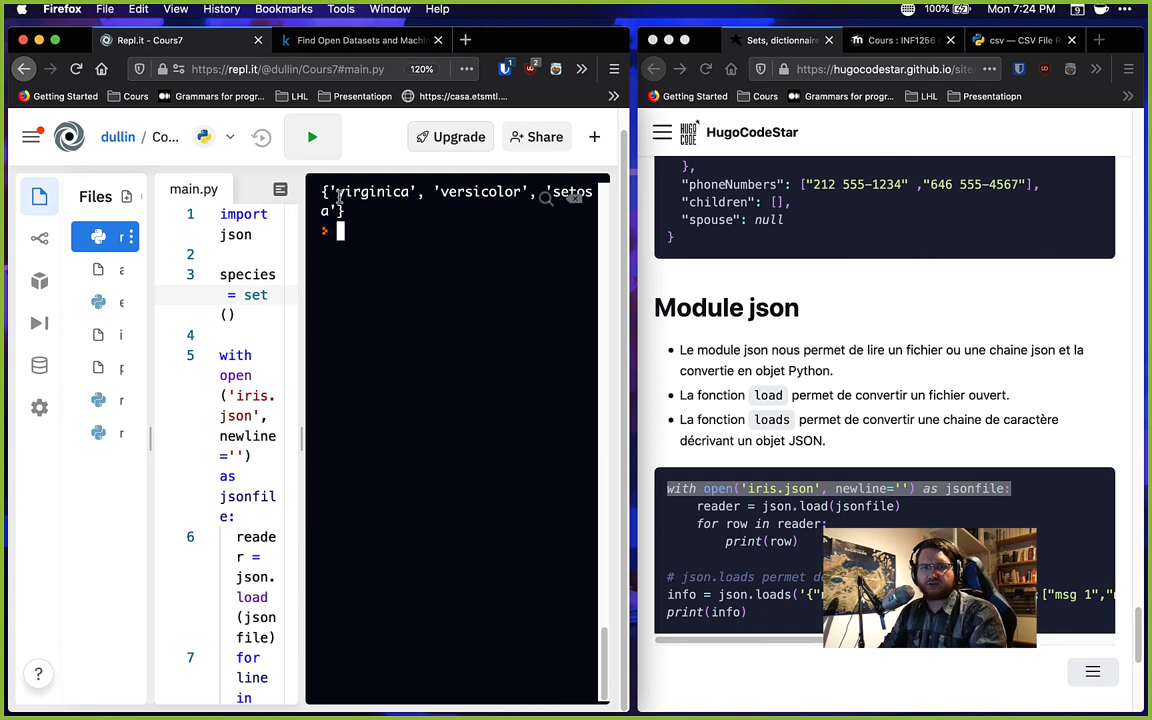 Firefox File Edit View History Bookmarks Tools Window Help
100% Mon 7:24 PM
Repl.it - Cours7
Find Open Datasets and Machi
https://repl.it/@dullin/Cours7#main.py
120%
Getting Started Cours Grammars for progr... LHL Presentatiopn https://casa.etsmtl....
dullin / Co...
Upgrade
Share
Files
main.py
1 import
json
2
3 species
= set
()
4
5 with
open
('iris.
json',
newline
='')
as
jsonfil
e:
6 reade
r =
json.
load
(json
file)
7 for
line
in
{'virginica', 'versicolor', 'setos
a'}
?
Sets, dictionnaire
Cours : INF1256
csv — CSV File R
https://hugocodestar.github.io/site
Getting Started Cours Grammars for progr... LHL Presentatiopn
HUGO
CODE
HugoCodeStar
},
"phoneNumbers": ["212 555-1234" ,"646 555-4567"],
"children": [],
"spouse": null
}
Module json
Le module json nous permet de lire un fichier ou une chaine json et la
convertie en objet Python.
La fonction load permet de convertir un fichier ouvert.
La fonction loads permet de convertir une chaine de caractère
décrivant un objet JSON.
with open('iris.json', newline='') as jsonfile:
reader = json.load(jsonfile)
for row in reader:
print(row)
# json.loads permet d
info = json.loads('{"
["msg 1","
print(info)